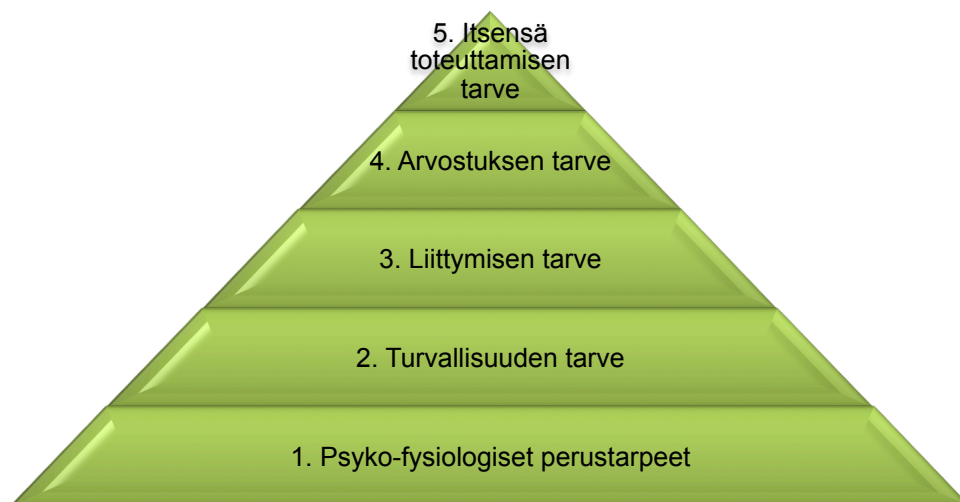 5. Itsensä
toteuttamisen
tarve
4. Arvostuksen tarve
3. Liittymisen tarve
2. Turvallisuuden tarve
1. Psyko-fysiologiset perustarpeet